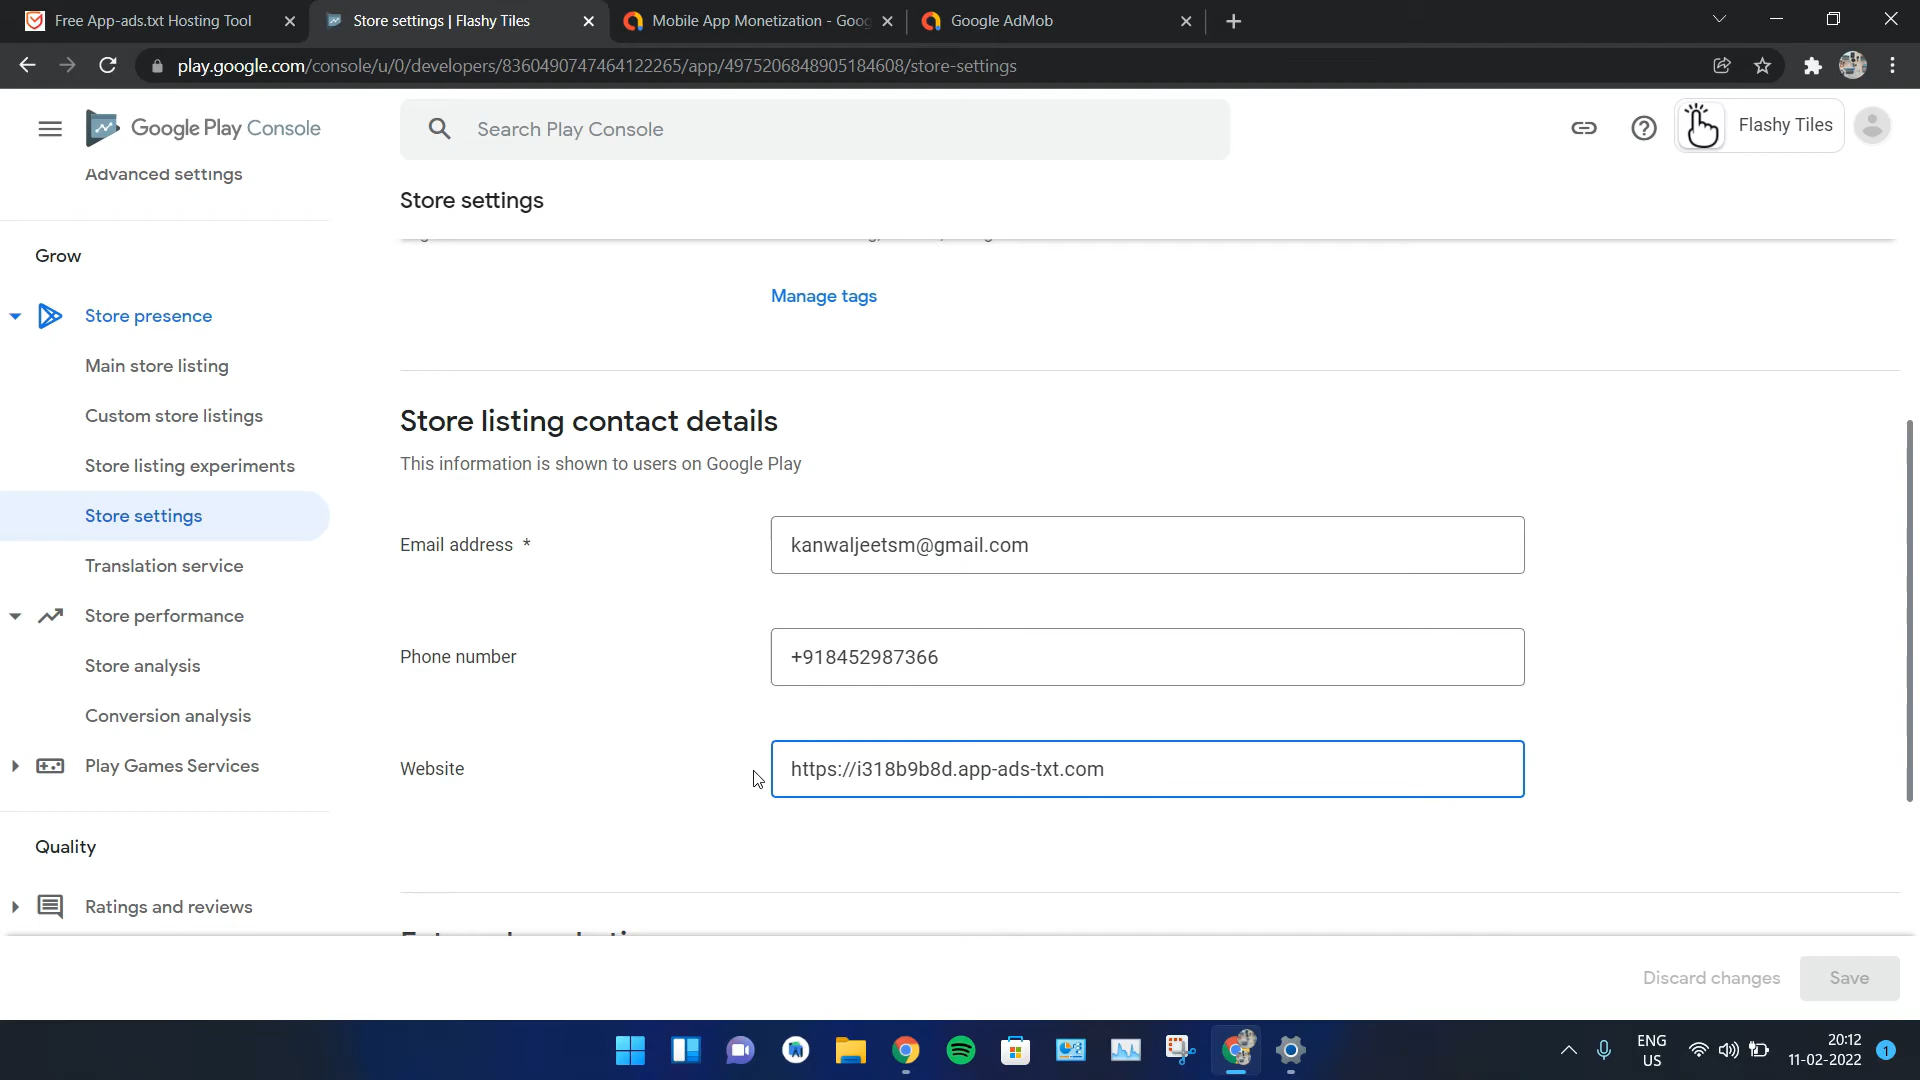 Free App-ads.txt Hosting Tool
Store settings | Flashy Tiles
Mobile App Monetization - Goog
Google AdMob
play.google.com/console/u/0/developers/8360490747464122265/app/4975206848905184608/store-settings
Google Play Console
Search Play Console
Flashy Tiles
Advanced settings
Store settings
Grow
Manage tags
Store presence
Main store listing
Custom store listings
Store listing contact details
Store listing experiments
This information is shown to users on Google Play
Store settings
Email address *
kanwaljeetsm@gmail.com
Translation service
Store performance
Phone number
+918452987366
Store analysis
Conversion analysis
Website
https://i318b9b8d.app-ads-txt.com
Play Games Services
Quality
Ratings and reviews
Discard changes
Save
ENG
US
20:12
11-02-2022
1